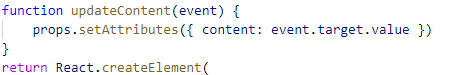 function updateContent(event) {
    props.setAttributes({ content: event.target.value })
}
return React.createElement(